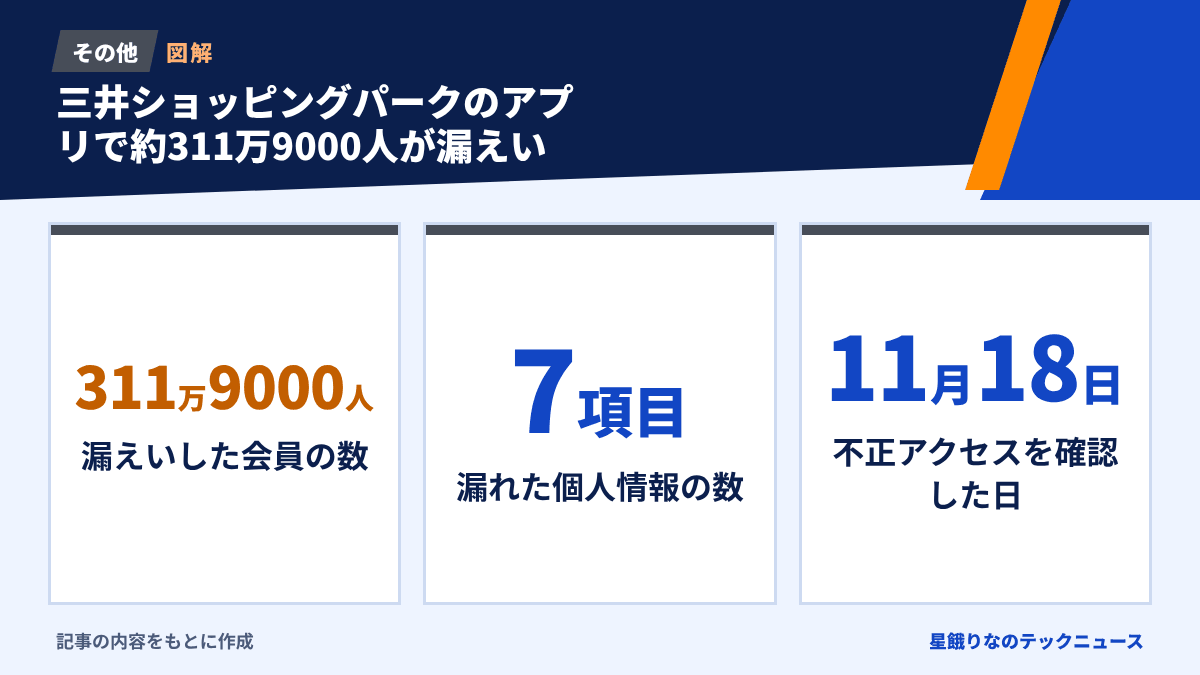 その他
図解
三井ショッピングパークのアプ
リで約311万9000人が漏えい
311万9000人
漏えいした会員の数
7項目
漏れた個人情報の数
11月18日
不正アクセスを確認
した日
記事の内容をもとに作成
星餓りなのテックニュース